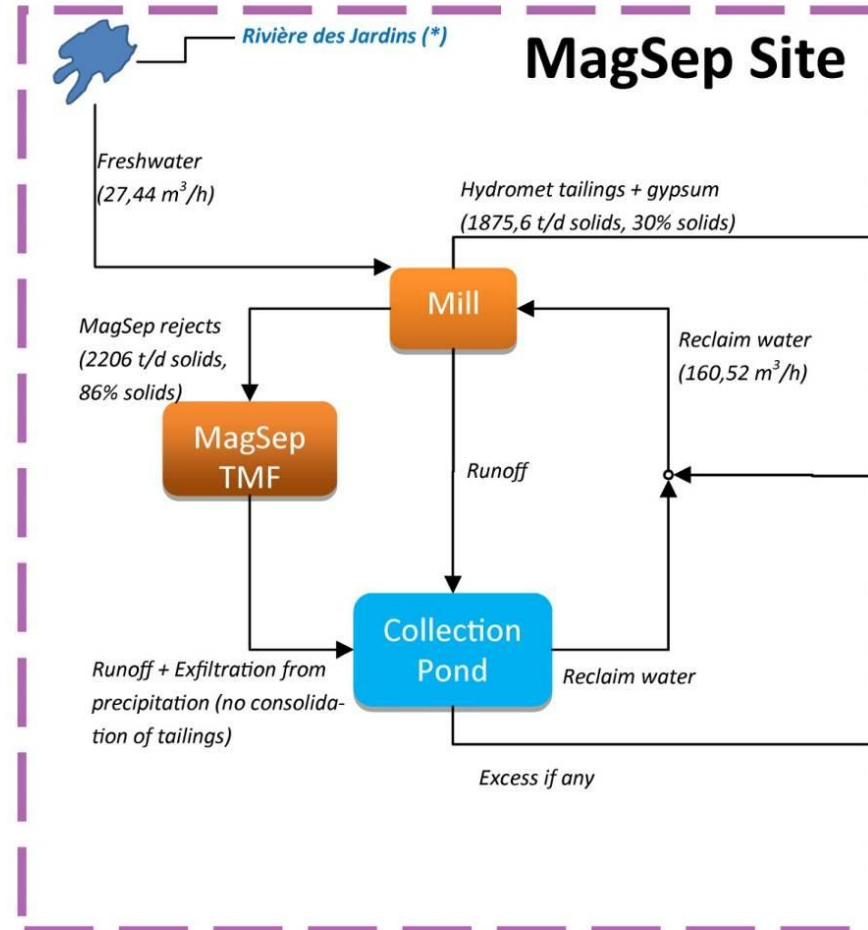 Rivière des Jardins (*)
MagSep Site
Freshwater
(27,44 m³/h)
Hydromet tailings + gypsum
(1875,6 t/d solids, 30% solids)
Mill
MagSep rejects
(2206 t/d solids,
86% solids)
Reclaim water
(160,52 m³/h)
MagSep
TMF
Runoff
Collection
Pond
Runoff + Exfiltration from
precipitation (no consolida-
tion of tailings)
Reclaim water
Excess if any